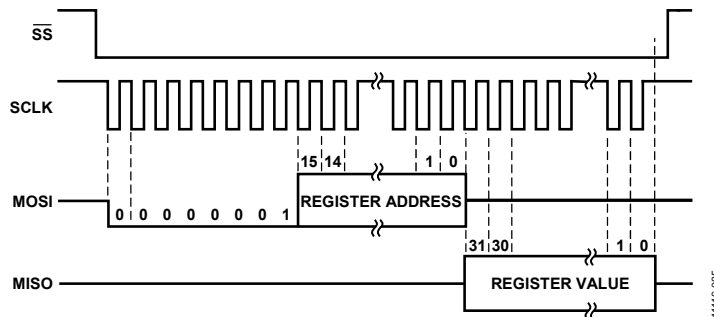 SS
SCLK
15 14 1 0
MOSI 0 0 0 0 0 0 0 1 REGISTER ADDRESS
31 30 1 0
MISO REGISTER VALUE